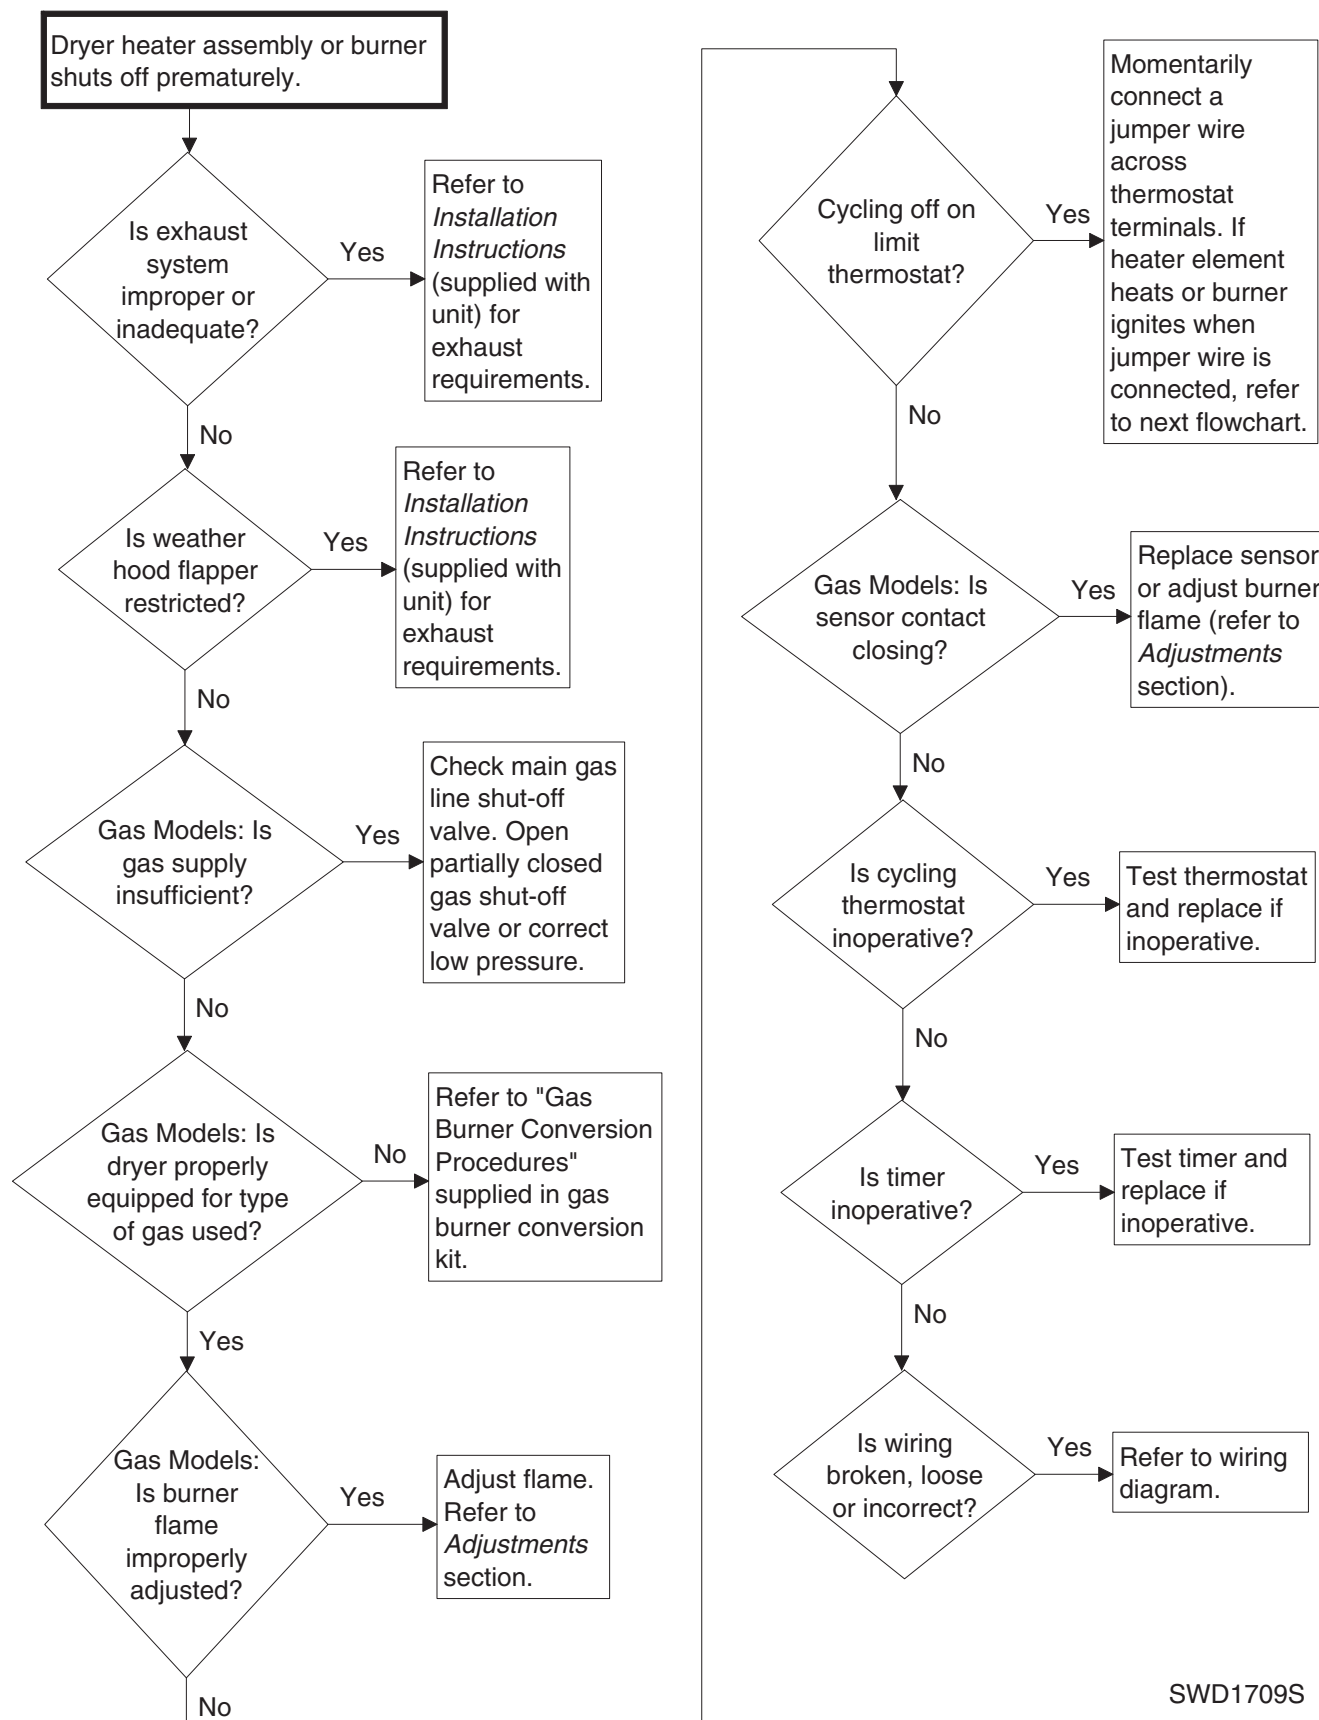 Dryer heater assembly or burner
shuts off prematurely.
Is exhaust
system
improper or
inadequate?
Yes
Refer to
Installation
Instructions
(supplied with
unit) for
exhaust
requirements.
No
Is weather
hood flapper
restricted?
Yes
Refer to
Installation
Instructions
(supplied with
unit) for
exhaust
requirements.
No
Gas Models: Is
gas supply
insufficient?
Yes
Check main gas
line shut-off
valve. Open
partially closed
gas shut-off
valve or correct
low pressure.
No
Gas Models: Is
dryer properly
equipped for type
of gas used?
No
Refer to "Gas
Burner Conversion
Procedures"
supplied in gas
burner conversion
kit.
Yes
Gas Models:
Is burner
flame
improperly
adjusted?
Yes
Adjust flame.
Refer to
Adjustments
section.
No
Cycling off on
limit
thermostat?
Yes
Momentarily
connect a
jumper wire
across
thermostat
terminals. If
heater element
heats or burner
ignites when
jumper wire is
connected, refer
to next flowchart.
No
Gas Models: Is
sensor contact
closing?
Yes
Replace sensor
or adjust burner
flame (refer to
Adjustments
section).
No
Is cycling
thermostat
inoperative?
Yes
Test thermostat
and replace if
inoperative.
No
Is timer
inoperative?
Yes
Test timer and
replace if
inoperative.
No
Is wiring
broken, loose
or incorrect?
Yes
Refer to wiring
diagram.
SWD1709S